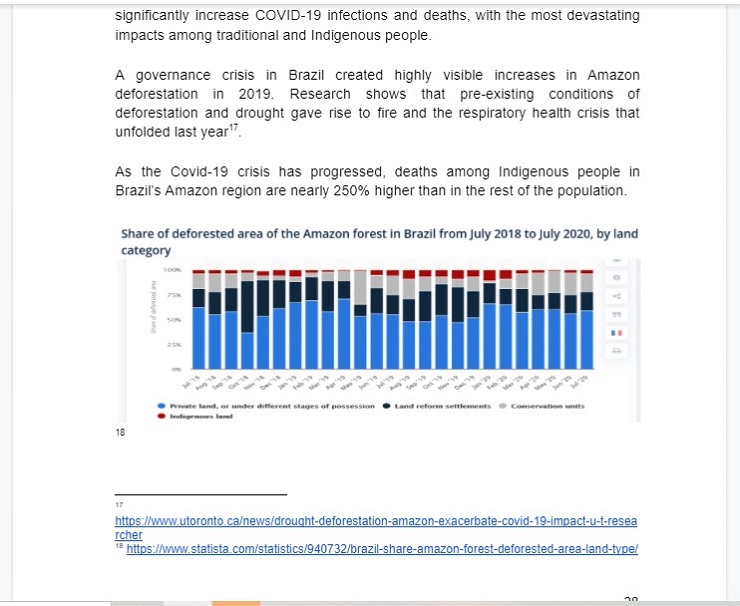 significantly increase COVID-19 infections and deaths, with the most devastating
impacts among traditional and Indigenous people.
A governance crisis in Brazil created highly visible increases in Amazon
deforestation in 2019. Research shows that pre-existing conditions of
deforestation and drought gave rise to fire and the respiratory health crisis that
unfolded last year17.
As the Covid-19 crisis has progressed, deaths among Indigenous people in
Brazil's Amazon region are nearly 250% higher than in the rest of the population.
Share of deforested area of the Amazon forest in Brazil from July 2018 to July 2020, by land
category
Share of deforested area
100%
75%
50%
25%
0%
Jul '18 Aug '18 Sep '18 Oct '18 Nov '18 Dec '18 Jan '19 Feb '19 Mar '19 Apr '19 May '19 Jun '19 Jul '19 Aug '19 Sep '19 Oct '19 Nov '19 Dec '19 Jan '20 Feb '20 Mar '20 Apr '20 May '20 Jun '20 Jul '20
Private land, or under different stages of possession Land reform settlements Conservation units
Indigenous land
18
17
https://www.utoronto.ca/news/drought-deforestation-amazon-exacerbate-covid-19-impact-u-t-resea
rcher
18 https://www.statista.com/statistics/940732/brazil-share-amazon-forest-deforested-area-land-type/